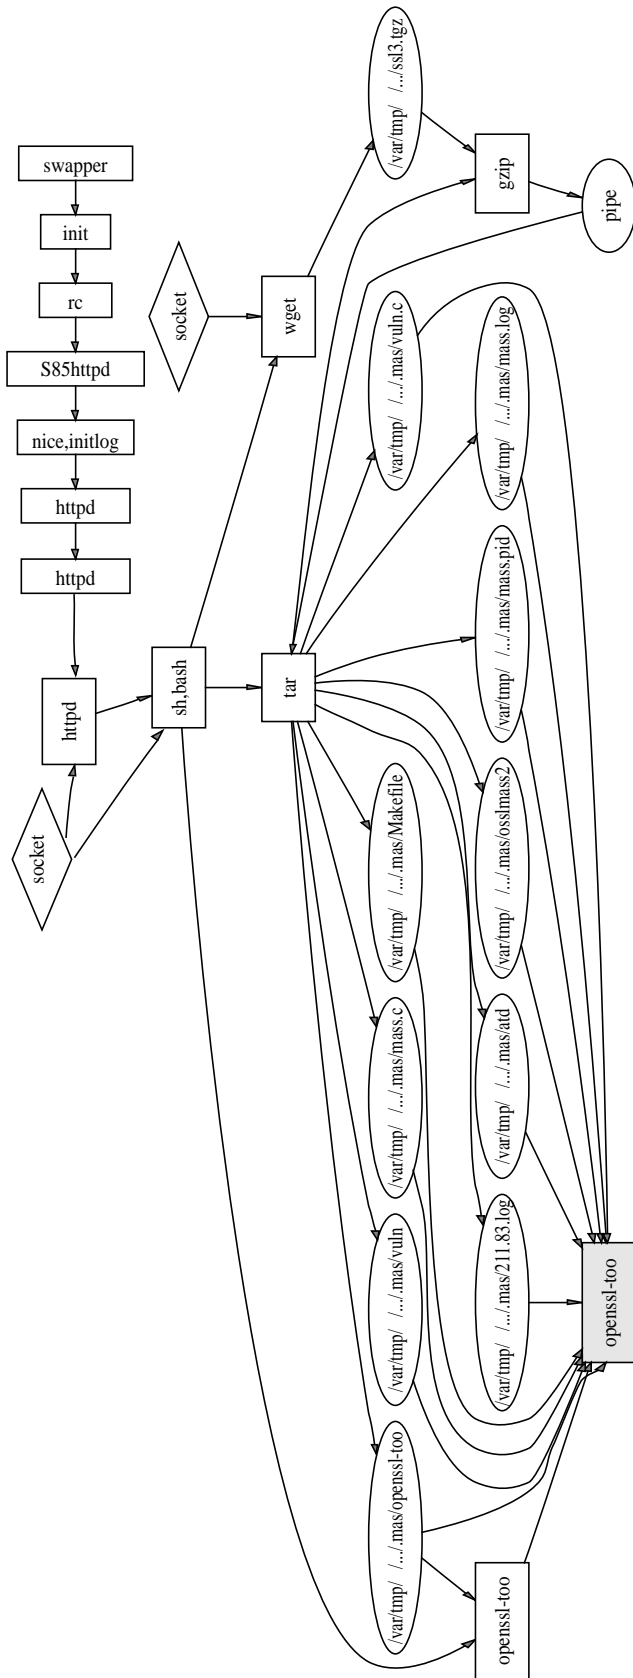 swapper
init
rc
S85httpd
nice,initlog
httpd
httpd
httpd
socket
sh,bash
socket
wget
tar
/var/tmp/ /.../ssl3.tgz
gzip
pipe
/var/tmp/ /.../.mas/vuln.c
/var/tmp/ /.../.mas/mass.log
/var/tmp/ /.../.mas/mass.pid
/var/tmp/ /.../.mas/Makefile
/var/tmp/ /.../.mas/osslmass2
/var/tmp/ /.../.mas/mass.c
/var/tmp/ /.../.mas/atd
/var/tmp/ /.../.mas/vuln
/var/tmp/ /.../.mas/211.83.log
/var/tmp/ /.../.mas/openssl-too
openssl-too
openssl-too